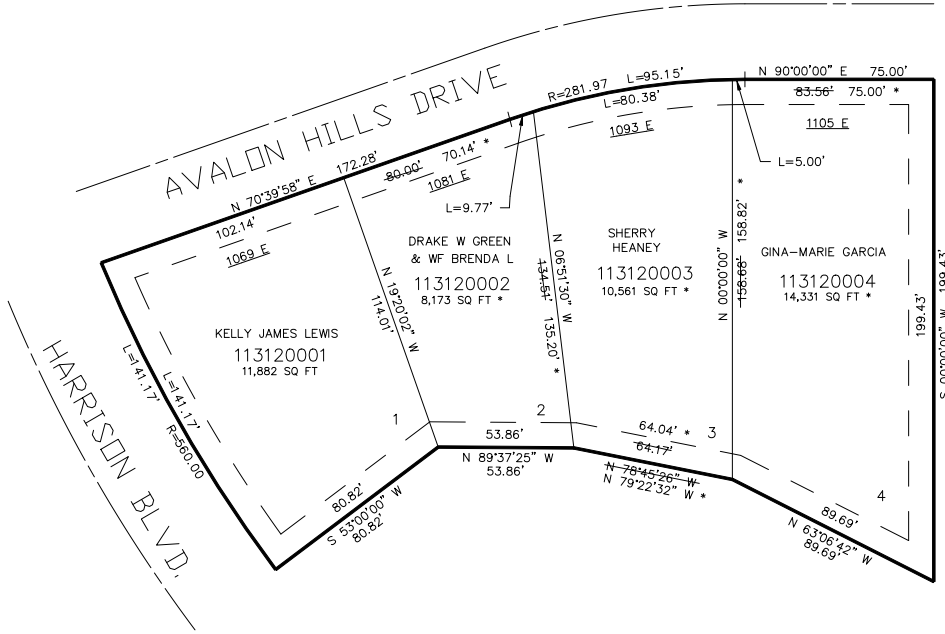 AVALON HILLS DRIVE
HARRISON BLVD.
N 70°39'58" E 172.28'
R=281.97 L=95.15'
N 90°00'00" E 75.00'
102.14'
80.00' 70.14' *
L=80.38'
83.56' 75.00' *
1069 E
1081 E
1093 E
1105 E
L=9.77'
L=5.00'
KELLY JAMES LEWIS
113120001
11,882 SQ FT
DRAKE W GREEN
& WF BRENDA L
113120002
8,173 SQ FT *
SHERRY
HEANEY
113120003
10,561 SQ FT *
GINA-MARIE GARCIA
113120004
14,331 SQ FT *
L=141.17'
L=141.17'
R=560.00
N 19°20'02" W
114.01'
N 06°51'30" W
134.51' 135.20' *
N 00°00'00" W
158.68' 158.82' *
199.43'
S 00°00'00" W 199.43'
1
2
3
4
80.82'
S 53°00'00" W
80.82'
53.86'
N 89°37'25" W
53.86'
64.04' *
64.17'
N 78°45'26" W
N 79°22'32" W *
89.69'
N 63°06'42" W
89.69'